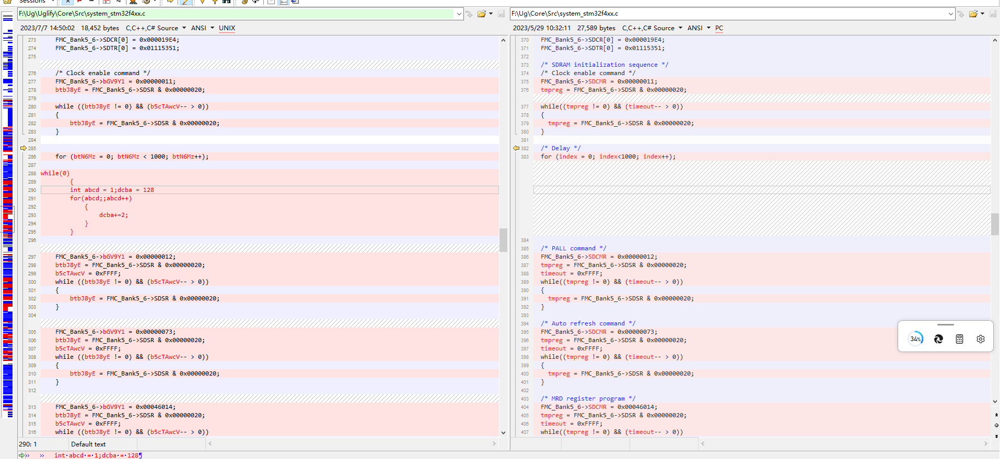 Sessions
F:\Ug\Uglify\Core\Src\system_stm32f4xx.c
2023/7/7 14:50:02 18,452 bytes C,C++,C# Source ANSI UNIX
273 FMC_Bank5_6->SDCR[0] = 0x000019E4;
274 FMC_Bank5_6->SDTR[0] = 0x01115351;
275
276 /* Clock enable command */
277 FMC_Bank5_6->bGV9Y1 = 0x00000011;
278 btbJ8yE = FMC_Bank5_6->SDSR & 0x00000020;
279
280 while ((btbJ8yE != 0) && (b5cTAwcV-- > 0))
281 {
282 btbJ8yE = FMC_Bank5_6->SDSR & 0x00000020;
283 }
284
285
286 for (btN6Mz = 0; btN6Mz < 1000; btN6Mz++);
287
288 while(0)
289 {
290 int abcd = 1;dcba = 128
291 for(abcd;;abcd++)
292 {
293 dcba+=2;
294 }
295 }
296
297 FMC_Bank5_6->bGV9Y1 = 0x00000012;
298 btbJ8yE = FMC_Bank5_6->SDSR & 0x00000020;
299 b5cTAwcV = 0xFFFF;
300 while ((btbJ8yE != 0) && (b5cTAwcV-- > 0))
301 {
302 btbJ8yE = FMC_Bank5_6->SDSR & 0x00000020;
303 }
304
305 FMC_Bank5_6->bGV9Y1 = 0x00000073;
306 btbJ8yE = FMC_Bank5_6->SDSR & 0x00000020;
307 b5cTAwcV = 0xFFFF;
308 while ((btbJ8yE != 0) && (b5cTAwcV-- > 0))
309 {
310 btbJ8yE = FMC_Bank5_6->SDSR & 0x00000020;
311 }
312
313 FMC_Bank5_6->bGV9Y1 = 0x00046014;
314 btbJ8yE = FMC_Bank5_6->SDSR & 0x00000020;
315 b5cTAwcV = 0xFFFF;
316 while ((btbJ8yE != 0) && (b5cTAwcV-- > 0))
290: 1 Default text
F:\Ug\Core\Src\system_stm32f4xx.c
2023/5/29 10:32:11 27,589 bytes C,C++,C# Source ANSI PC
370 FMC_Bank5_6->SDCR[0] = 0x000019E4;
371 FMC_Bank5_6->SDTR[0] = 0x01115351;
372
373 /* SDRAM initialization sequence */
374 /* Clock enable command */
375 FMC_Bank5_6->SDCMR = 0x00000011;
376 tmpreg = FMC_Bank5_6->SDSR & 0x00000020;
377 while((tmpreg != 0) && (timeout-- > 0))
378 {
379 tmpreg = FMC_Bank5_6->SDSR & 0x00000020;
380 }
381
382 /* Delay */
383 for (index = 0; index<1000; index++);
384
385 /* PALL command */
386 FMC_Bank5_6->SDCMR = 0x00000012;
387 tmpreg = FMC_Bank5_6->SDSR & 0x00000020;
388 timeout = 0xFFFF;
389 while((tmpreg != 0) && (timeout-- > 0))
390 {
391 tmpreg = FMC_Bank5_6->SDSR & 0x00000020;
392 }
393
394 /* Auto refresh command */
395 FMC_Bank5_6->SDCMR = 0x00000073;
396 tmpreg = FMC_Bank5_6->SDSR & 0x00000020;
397 timeout = 0xFFFF;
398 while((tmpreg != 0) && (timeout-- > 0))
399 {
400 tmpreg = FMC_Bank5_6->SDSR & 0x00000020;
401 }
402
403 /* MRD register program */
404 FMC_Bank5_6->SDCMR = 0x00046014;
405 tmpreg = FMC_Bank5_6->SDSR & 0x00000020;
406 timeout = 0xFFFF;
407 while((tmpreg != 0) && (timeout-- > 0))
34%
int·abcd·=·1;dcba·=·128¶